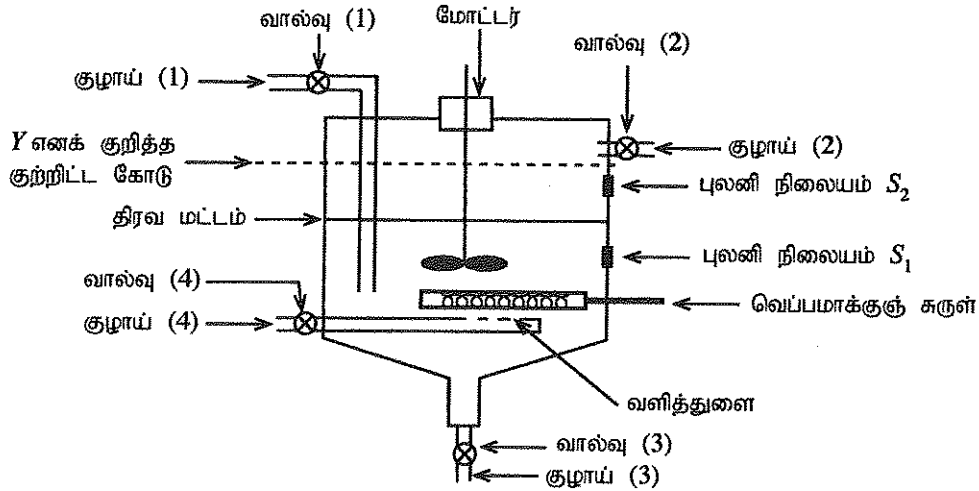 வால்வு (1)
மோட்டர்
வால்வு (2)
குழாய் (1)
Y எனக் குறித்த
குற்றிட்ட கோடு
குழாய் (2)
புலனி நிலையம் S₂
திரவ மட்டம்
புலனி நிலையம் S₁
வால்வு (4)
வெப்பமாக்குஞ் சுருள்
குழாய் (4)
வளித்துளை
வால்வு (3)
குழாய் (3)